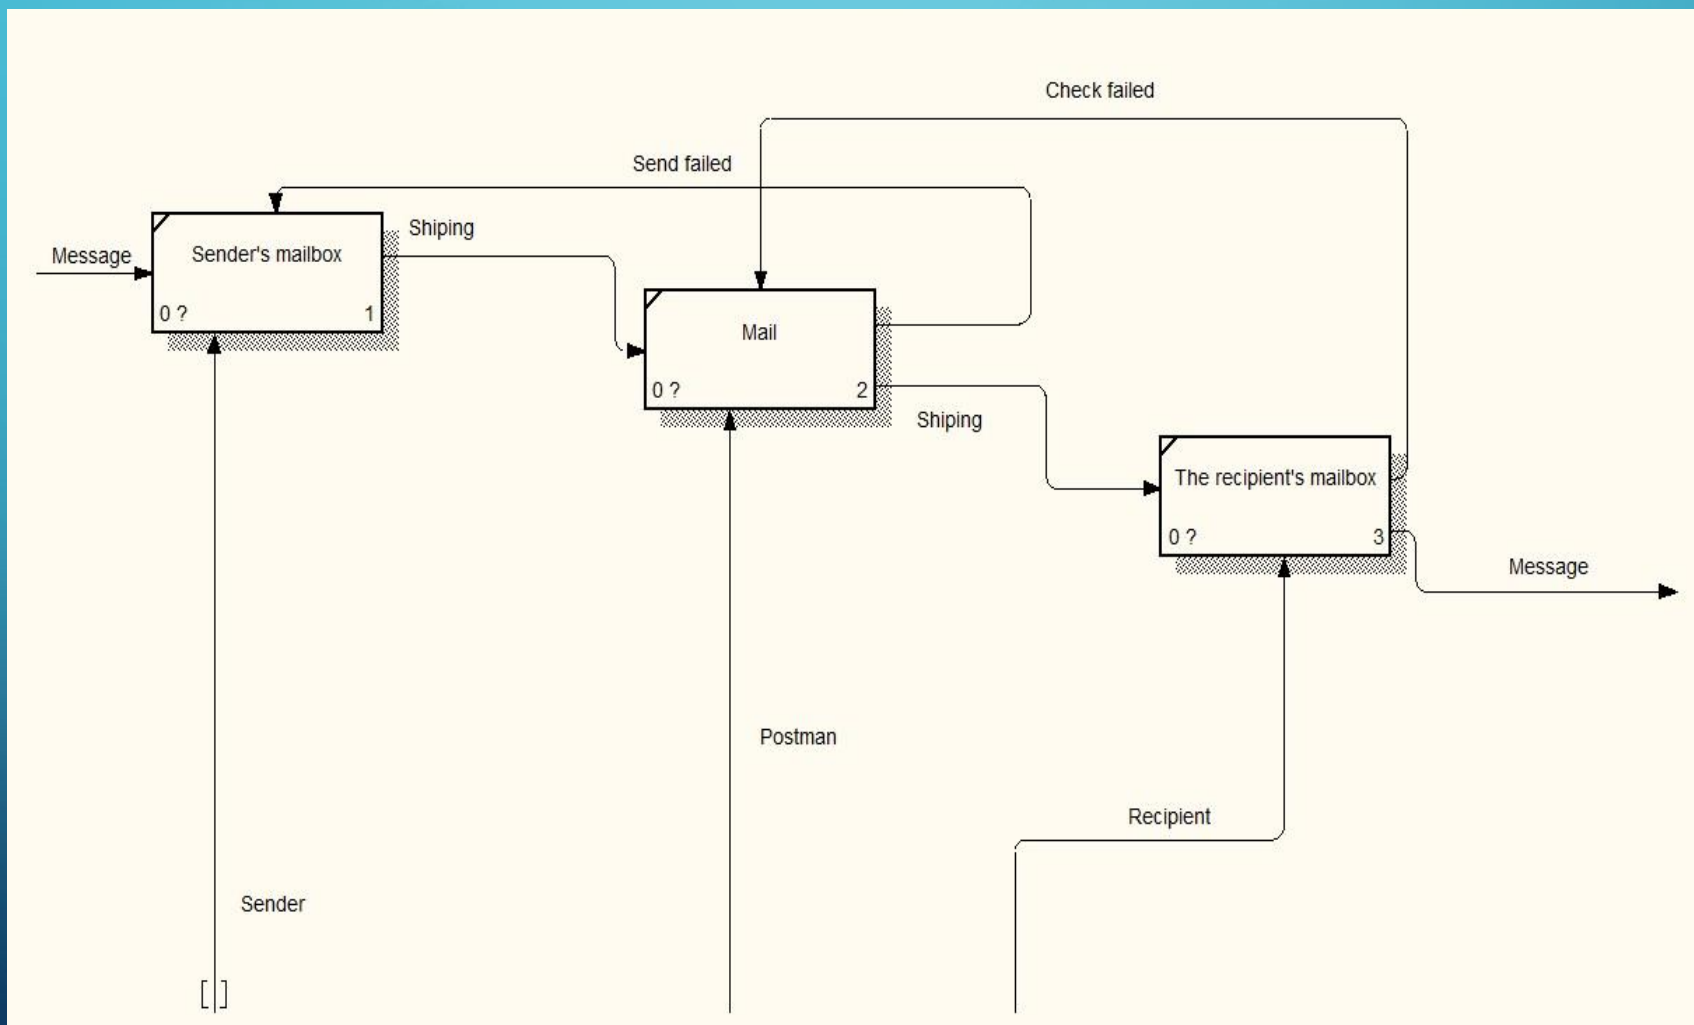 Check failed
Send failed
Shiping
Message
Sender's mailbox
0 ?
1
Mail
0 ?
2
Shiping
The recipient's mailbox
0 ?
3
Message
Postman
Recipient
Sender
[ ]